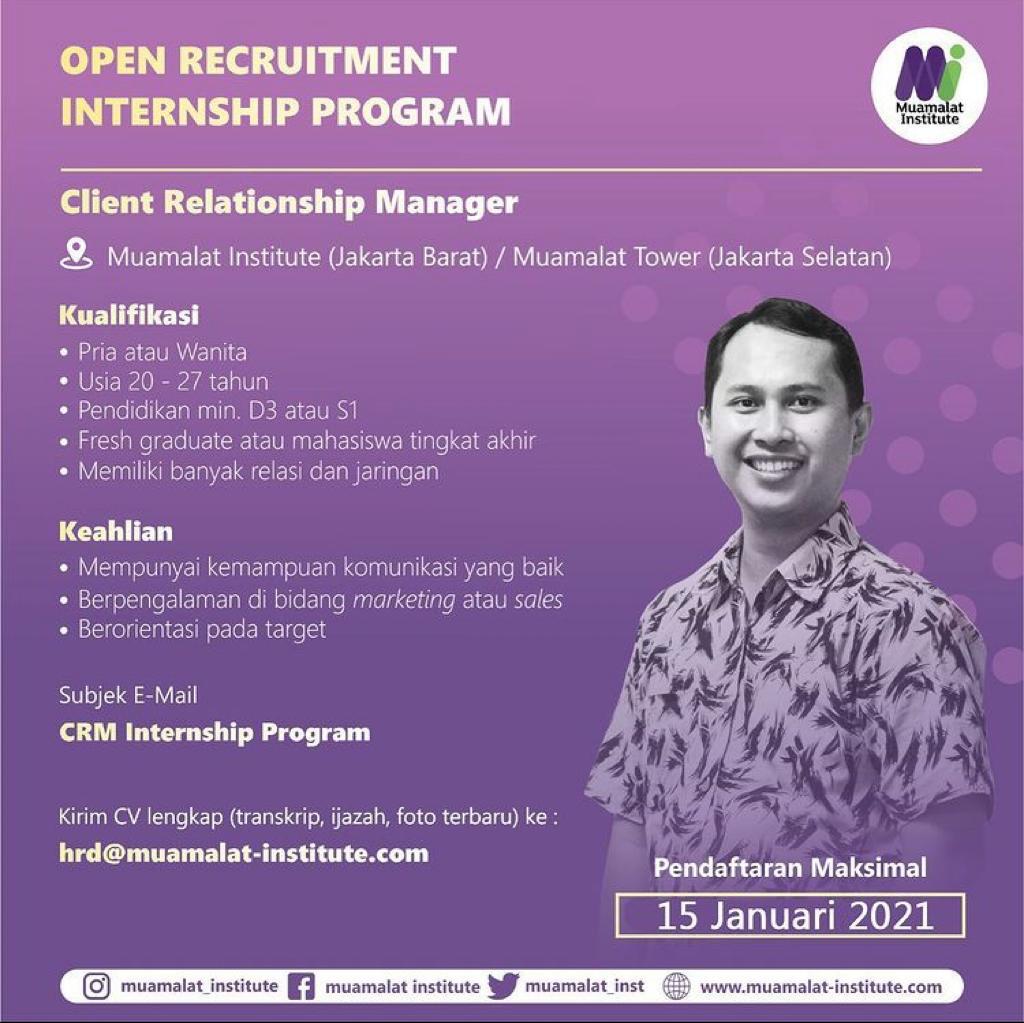 OPEN RECRUITMENT
INTERNSHIP PROGRAM
Muamalat
Institute
Client Relationship Manager
Muamalat Institute (Jakarta Barat) / Muamalat Tower (Jakarta Selatan)
Kualifikasi
• Pria atau Wanita
• Usia 20 - 27 tahun
• Pendidikan min. D3 atau S1
• Fresh graduate atau mahasiswa tingkat akhir
• Memiliki banyak relasi dan jaringan
Keahlian
• Mempunyai kemampuan komunikasi yang baik
• Berpengalaman di bidang marketing atau sales
• Berorientasi pada target
Subjek E-Mail
CRM Internship Program
Kirim CV lengkap (transkrip, ijazah, foto terbaru) ke :
hrd@muamalat-institute.com
Pendaftaran Maksimal
15 Januari 2021
muamalat_institute muamalat institute muamalat_inst www.muamalat-institute.com